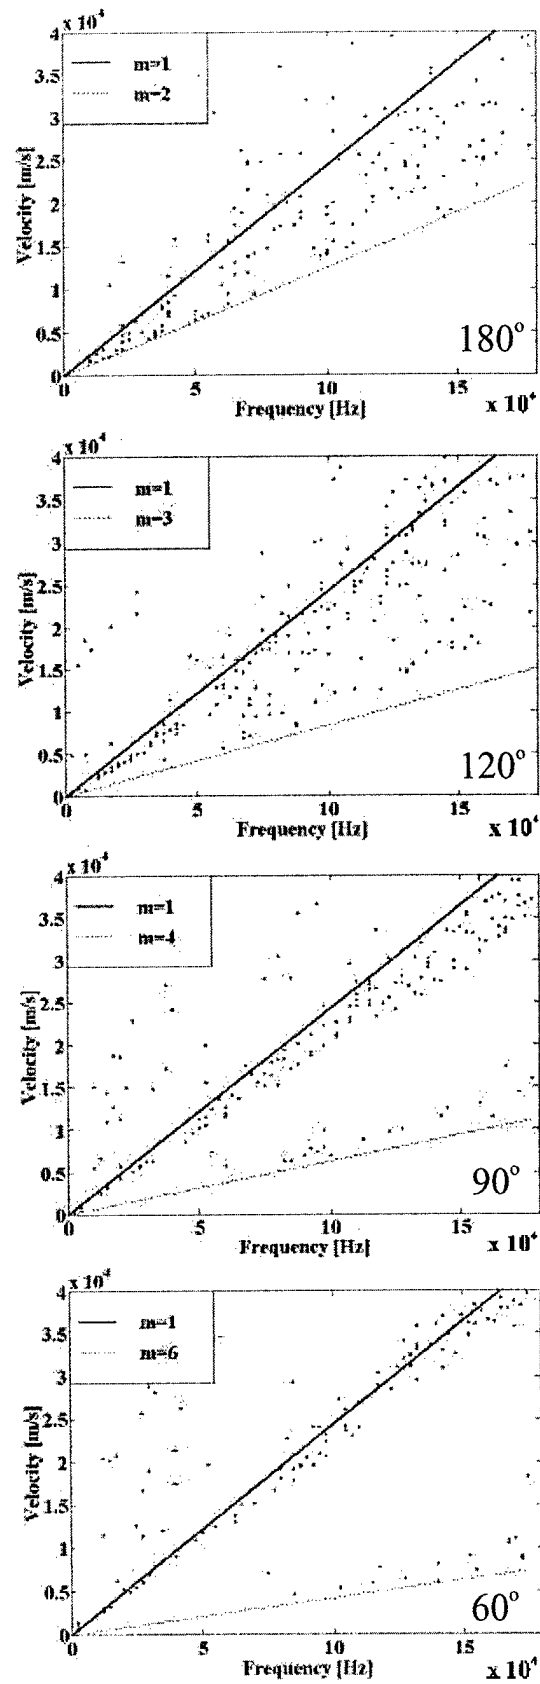 x 10⁴
4
3.5
3
2.5
2
1.5
1
0.5
0
m=1
m=2
Velocity [m/s]
180°
0 5 10 15
Frequency [Hz]
x 10⁴
x 10⁴
4
3.5
3
2.5
2
1.5
1
0.5
0
m=1
m=3
Velocity [m/s]
120°
0 5 10 15
Frequency [Hz]
x 10⁴
x 10⁴
4
3.5
3
2.5
2
1.5
1
0.5
0
m=1
m=4
Velocity [m/s]
90°
0 5 10 15
Frequency [Hz]
x 10⁴
x 10⁴
4
3.5
3
2.5
2
1.5
1
0.5
0
m=1
m=6
Velocity [m/s]
60°
0 5 10 15
Frequency [Hz]
x 10⁴